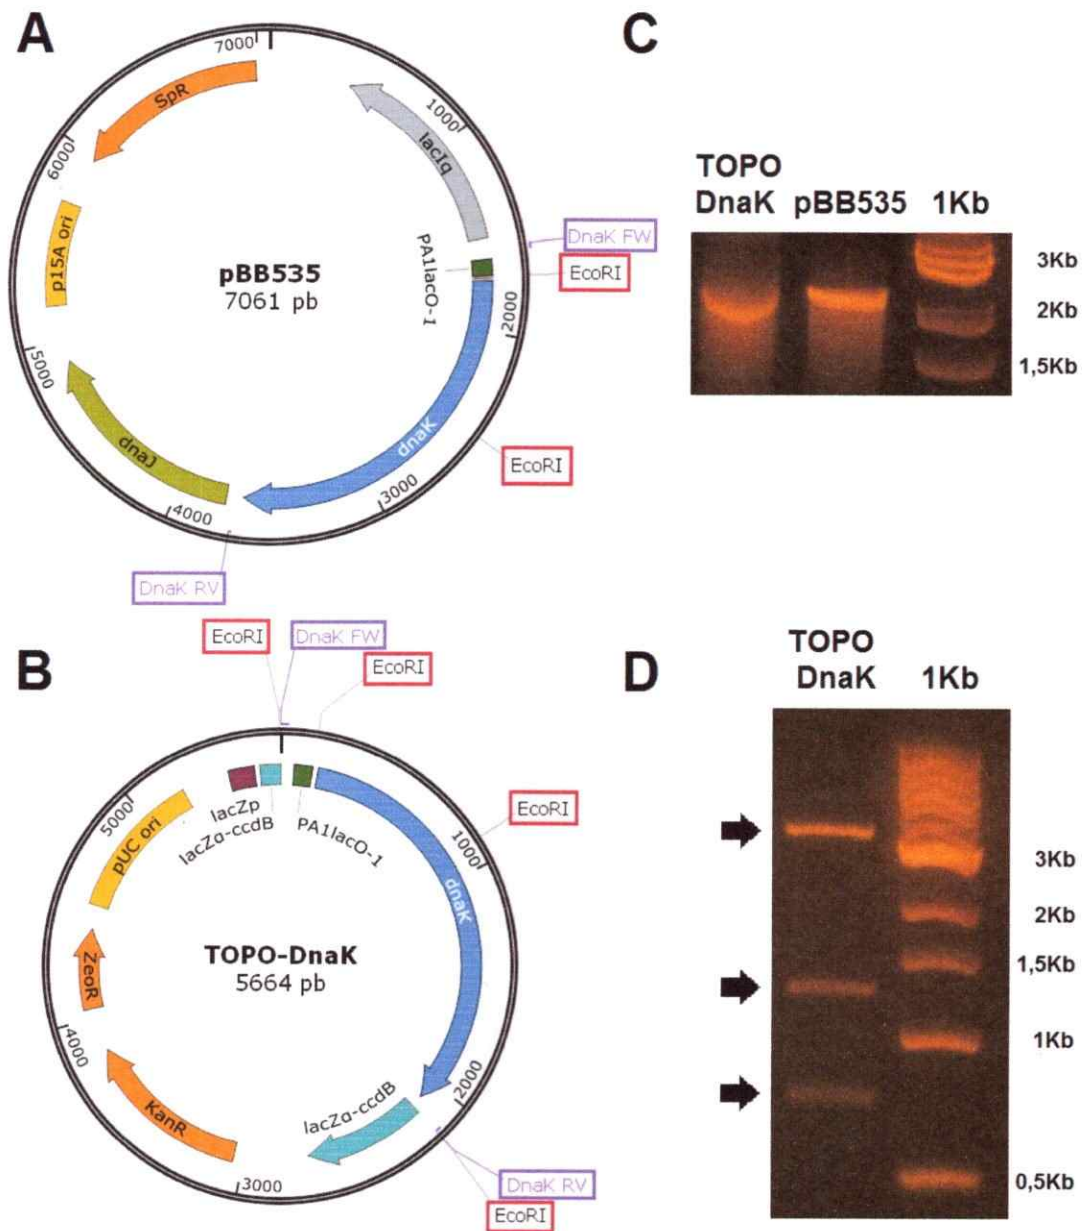 A
7000
SpR
1000
lacIq
6000
p15A ori
pBB535
7061 pb
PA1lacO-1
DnaK FW
EcoRI
2000
5000
dnaJ
dnaK
EcoRI
4000
3000
DnaK RV
B
EcoRI
DnaK FW
EcoRI
EcoRI
5000
pUC ori
lacZp
lacZα-ccdB
PA1lacO-1
1000
dnaK
TOPO-DnaK
5664 pb
ZeoR
4000
KanR
3000
lacZα-ccdB
2000
DnaK RV
EcoRI
C
TOPO
DnaK pBB535 1Kb
3Kb
2Kb
1,5Kb
D
TOPO
DnaK 1Kb
3Kb
2Kb
1,5Kb
1Kb
0,5Kb